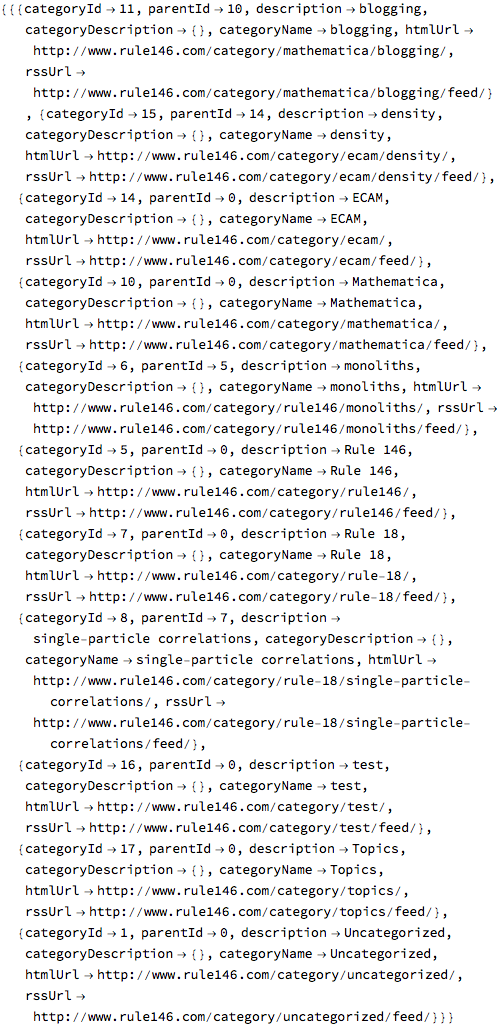 {{{categoryId→11, parentId→10, description→blogging,
categoryDescription→{}, categoryName→blogging, htmlUrl→
http://www.rule146.com/category/mathematica/blogging/,
rssUrl→
http://www.rule146.com/category/mathematica/blogging/feed/}
, {categoryId→15, parentId→14, description→density,
categoryDescription→{}, categoryName→density,
htmlUrl→http://www.rule146.com/category/ecam/density/,
rssUrl→http://www.rule146.com/category/ecam/density/feed/},
{categoryId→14, parentId→0, description→ECAM,
categoryDescription→{}, categoryName→ECAM,
htmlUrl→http://www.rule146.com/category/ecam/,
rssUrl→http://www.rule146.com/category/ecam/feed/},
{categoryId→10, parentId→0, description→Mathematica,
categoryDescription→{}, categoryName→Mathematica,
htmlUrl→http://www.rule146.com/category/mathematica/,
rssUrl→http://www.rule146.com/category/mathematica/feed/},
{categoryId→6, parentId→5, description→monoliths,
categoryDescription→{}, categoryName→monoliths, htmlUrl→
http://www.rule146.com/category/rule146/monoliths/, rssUrl→
http://www.rule146.com/category/rule146/monoliths/feed/},
{categoryId→5, parentId→0, description→Rule 146,
categoryDescription→{}, categoryName→Rule 146,
htmlUrl→http://www.rule146.com/category/rule146/,
rssUrl→http://www.rule146.com/category/rule146/feed/},
{categoryId→7, parentId→0, description→Rule 18,
categoryDescription→{}, categoryName→Rule 18,
htmlUrl→http://www.rule146.com/category/rule-18/,
rssUrl→http://www.rule146.com/category/rule-18/feed/},
{categoryId→8, parentId→7, description→
single-particle correlations, categoryDescription→{},
categoryName→single-particle correlations, htmlUrl→
http://www.rule146.com/category/rule-18/single-particle-
correlations/, rssUrl→
http://www.rule146.com/category/rule-18/single-particle-
correlations/feed/},
{categoryId→16, parentId→0, description→test,
categoryDescription→{}, categoryName→test,
htmlUrl→http://www.rule146.com/category/test/,
rssUrl→http://www.rule146.com/category/test/feed/},
{categoryId→17, parentId→0, description→Topics,
categoryDescription→{}, categoryName→Topics,
htmlUrl→http://www.rule146.com/category/topics/,
rssUrl→http://www.rule146.com/category/topics/feed/},
{categoryId→1, parentId→0, description→Uncategorized,
categoryDescription→{}, categoryName→Uncategorized,
htmlUrl→http://www.rule146.com/category/uncategorized/,
rssUrl→
http://www.rule146.com/category/uncategorized/feed/}}}